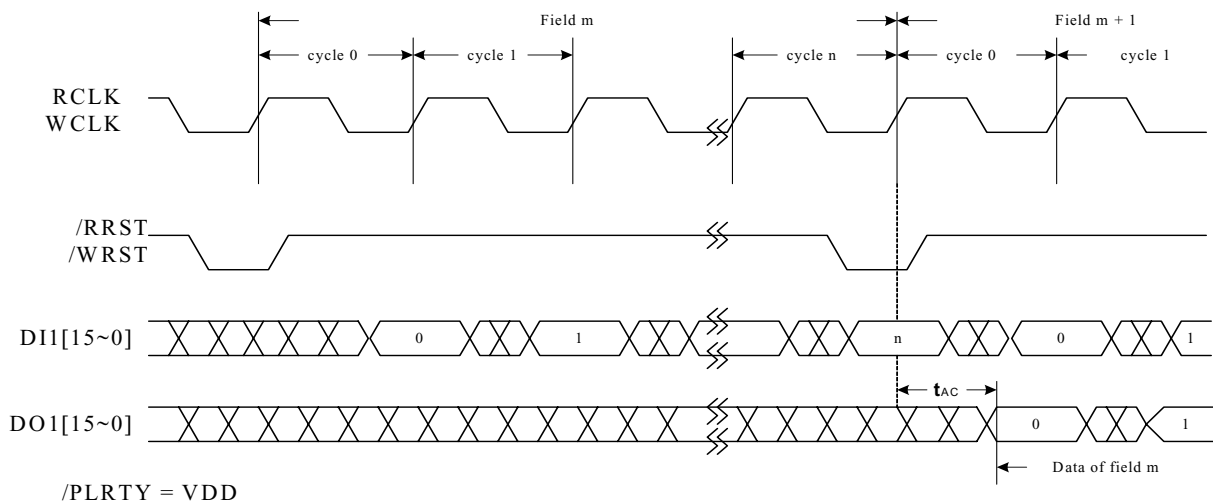 Field m
Field m + 1
cycle 0
cycle 1
cycle n
cycle 0
cycle 1
RCLK
WCLK
/RRST
/WRST
DI1[15~0]
0
1
n
0
1
tAC
DO1[15~0]
0
1
Data of field m
/PLRTY = VDD